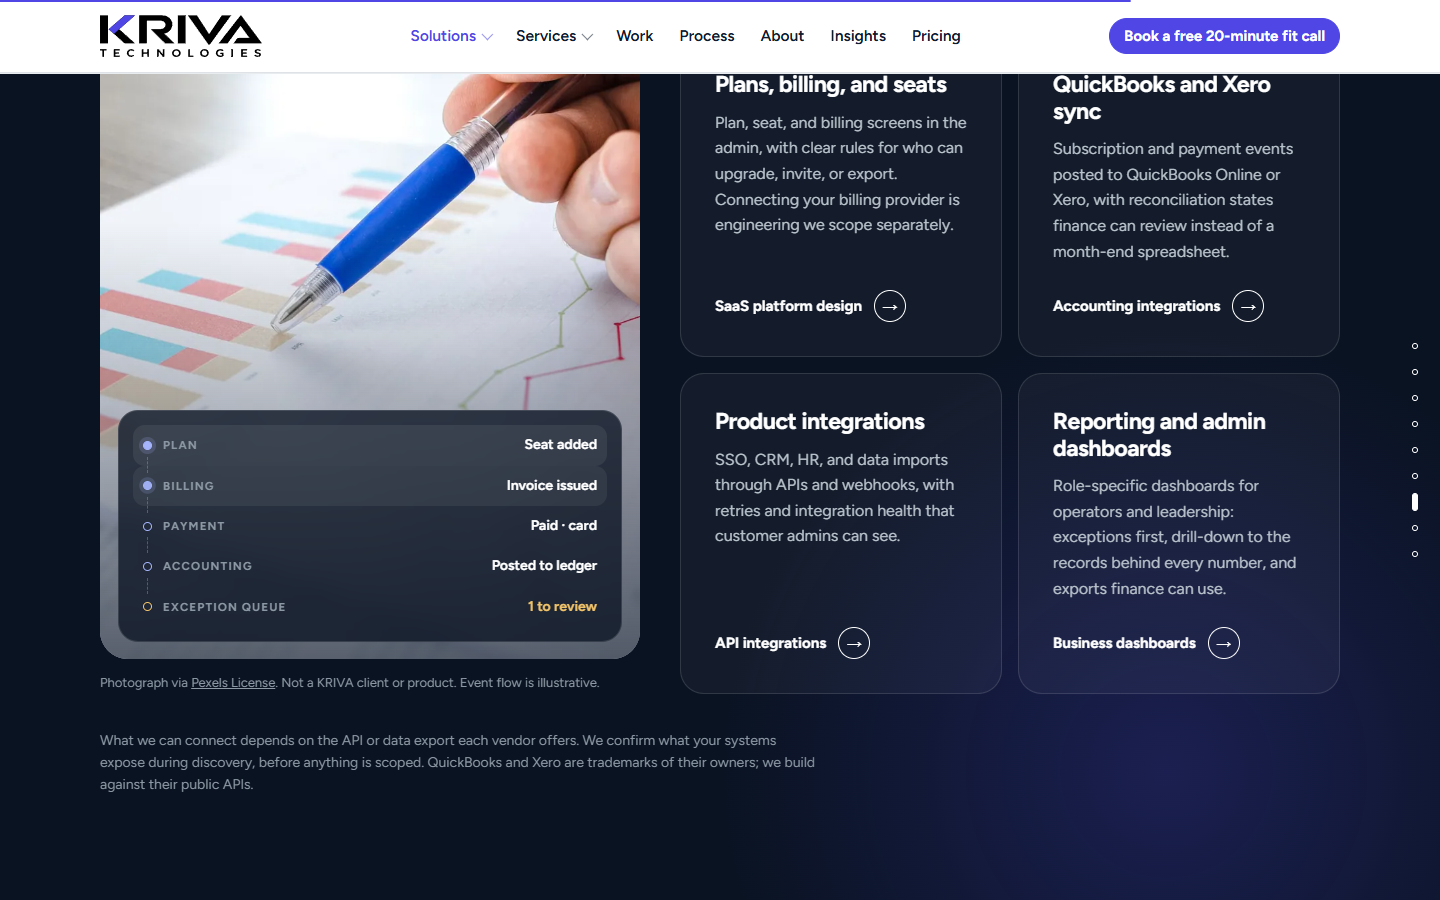 KRIVA
TECHNOLOGIES
Solutions
Services
Work
Process
About
Insights
Pricing
Book a free 20-minute fit call
Plans, billing, and seats
Plan, seat, and billing screens in the
admin, with clear rules for who can
upgrade, invite, or export.
Connecting your billing provider is
engineering we scope separately.
SaaS platform design →
QuickBooks and Xero
sync
Subscription and payment events
posted to QuickBooks Online or
Xero, with reconciliation states
finance can review instead of a
month-end spreadsheet.
Accounting integrations →
PLAN Seat added
BILLING Invoice issued
PAYMENT Paid · card
ACCOUNTING Posted to ledger
EXCEPTION QUEUE 1 to review
Photograph via Pexels License. Not a KRIVA client or product. Event flow is illustrative.
Product integrations
SSO, CRM, HR, and data imports
through APIs and webhooks, with
retries and integration health that
customer admins can see.
API integrations →
Reporting and admin
dashboards
Role-specific dashboards for
operators and leadership:
exceptions first, drill-down to the
records behind every number, and
exports finance can use.
Business dashboards →
What we can connect depends on the API or data export each vendor offers. We confirm what your systems
expose during discovery, before anything is scoped. QuickBooks and Xero are trademarks of their owners; we build
against their public APIs.